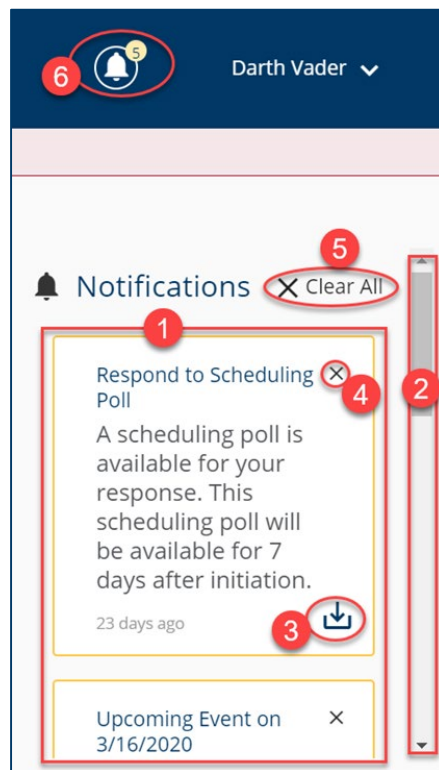 5
6
Darth Vader
5
Notifications
Clear All
1
Respond to Scheduling
Poll
4
2
A scheduling poll is
available for your
response. This
scheduling poll will
be available for 7
days after initiation.
23 days ago
3
Upcoming Event on
3/16/2020